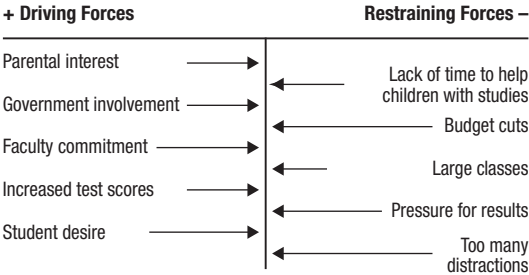 + Driving Forces
Restraining Forces –
Parental interest
Lack of time to help
children with studies
Government involvement
Budget cuts
Faculty commitment
Large classes
Increased test scores
Pressure for results
Student desire
Too many
distractions